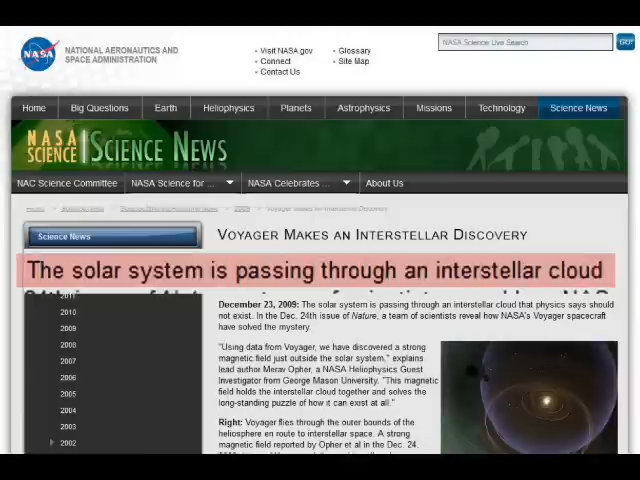 NASA
NATIONAL AERONAUTICS AND
SPACE ADMINISTRATION
Visit NASA.gov
Connect
Contact Us
Glossary
Site Map
NASA Science Live Search
GO!
Home Big Questions Earth Heliophysics Planets Astrophysics Missions Technology Science News
NASA
SCIENCE
SCIENCE NEWS
NAC Science Committee NASA Science for ... NASA Celebrates ... About Us
Voyager Makes an Interstellar Discovery
Science News
VOYAGER MAKES AN INTERSTELLAR DISCOVERY
The solar system is passing through an interstellar cloud
2011
2010
2009
2008
2007
2006
2005
2004
2003
2002
December 23, 2009: The solar system is passing through an interstellar cloud that physics says should
not exist. In the Dec. 24th issue of Nature, a team of scientists reveal how NASA's Voyager spacecraft
have solved the mystery.
"Using data from Voyager, we have discovered a strong
magnetic field just outside the solar system," explains
lead author Merav Opher, a NASA Heliophysics Guest
Investigator from George Mason University. "This magnetic
field holds the interstellar cloud together and solves the
long-standing puzzle of how it can exist at all."
Right: Voyager flies through the outer bounds of the
heliosphere en route to interstellar space. A strong
magnetic field reported by Opher et al in the Dec. 24,